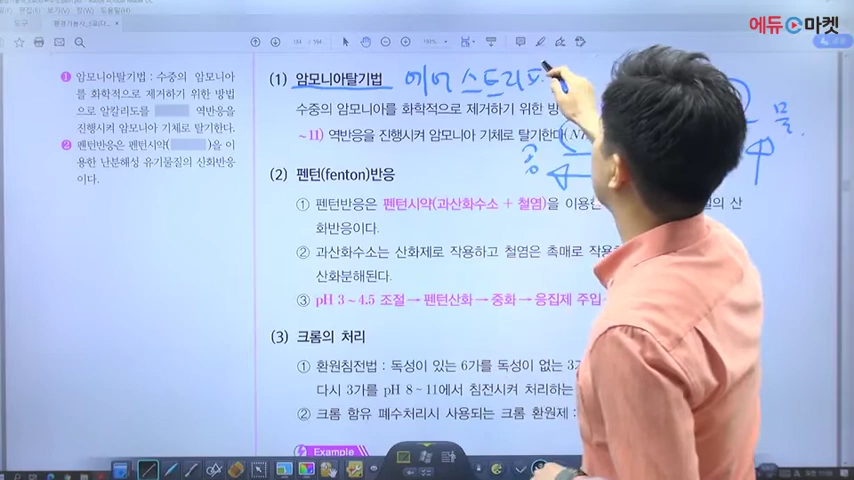 에듀e마켓
❶ 암모니아탈기법 : 수중의 암모니아
를 화학적으로 제거하기 위한 방법
으로 알칼리도를 역반응을
진행시켜 암모니아 기체로 탈기한다.
❷ 펜턴반응은 펜턴시약( )을 이
용한 난분해성 유기물질의 산화반응
이다.
(1) 암모니아탈기법 에어 스트리피
수중의 암모니아를 화학적으로 제거하기 위한 방
~11) 역반응을 진행시켜 암모니아 기체로 탈기한다(N
공
물
(2) 펜턴(fenton)반응
① 펜턴반응은 펜턴시약(과산화수소 + 철염)을 이용한 의 산
화반응이다.
② 과산화수소는 산화제로 작용하고 철염은 촉매로 작용
산화분해된다.
③ pH 3～4.5 조절→펜턴산화→중화→응집제 주입
(3) 크롬의 처리
① 환원침전법 : 독성이 있는 6가를 독성이 없는 3
다시 3가를 pH 8~11에서 침전시켜 처리하는
② 크롬 함유 폐수처리시 사용되는 크롬 환원제 :
Example